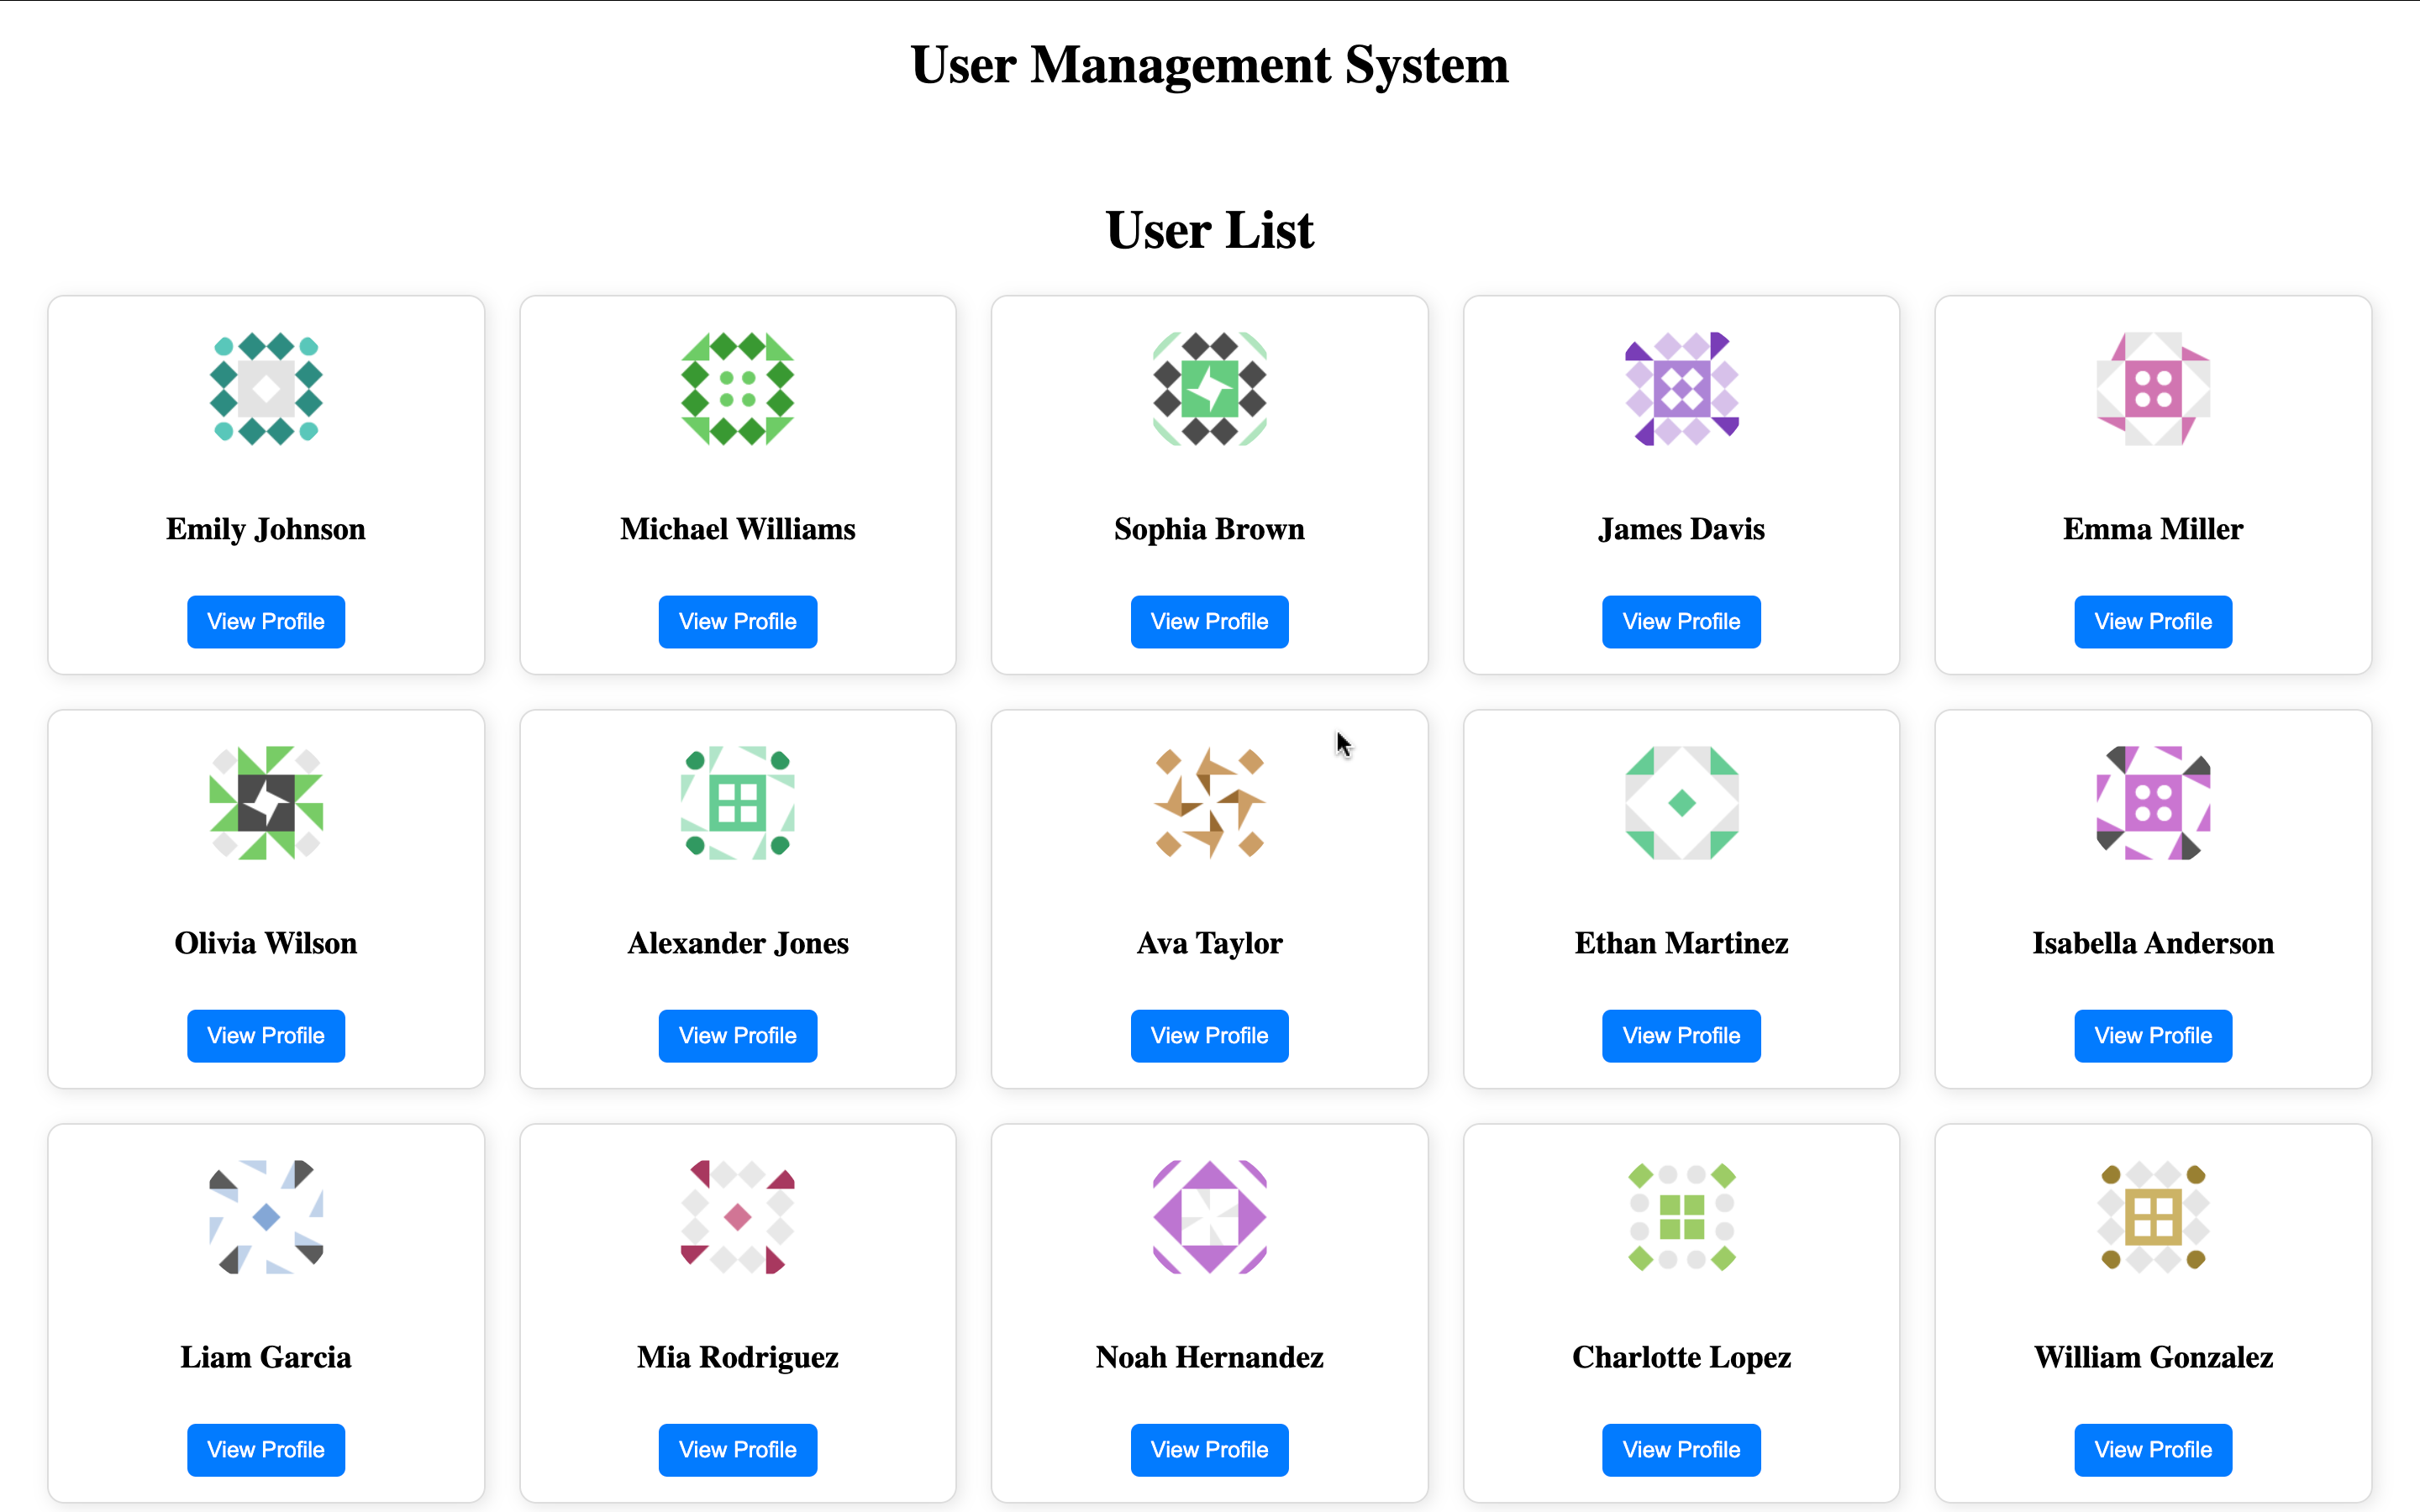 User Management System
User List
Emily Johnson
Michael Williams
Sophia Brown
James Davis
Emma Miller
View Profile
View Profile
View Profile
View Profile
View Profile
Olivia Wilson
Alexander Jones
Ava Taylor
Ethan Martinez
Isabella Anderson
View Profile
View Profile
View Profile
View Profile
View Profile
Liam Garcia
Mia Rodriguez
Noah Hernandez
Charlotte Lopez
William Gonzalez
View Profile
View Profile
View Profile
View Profile
View Profile